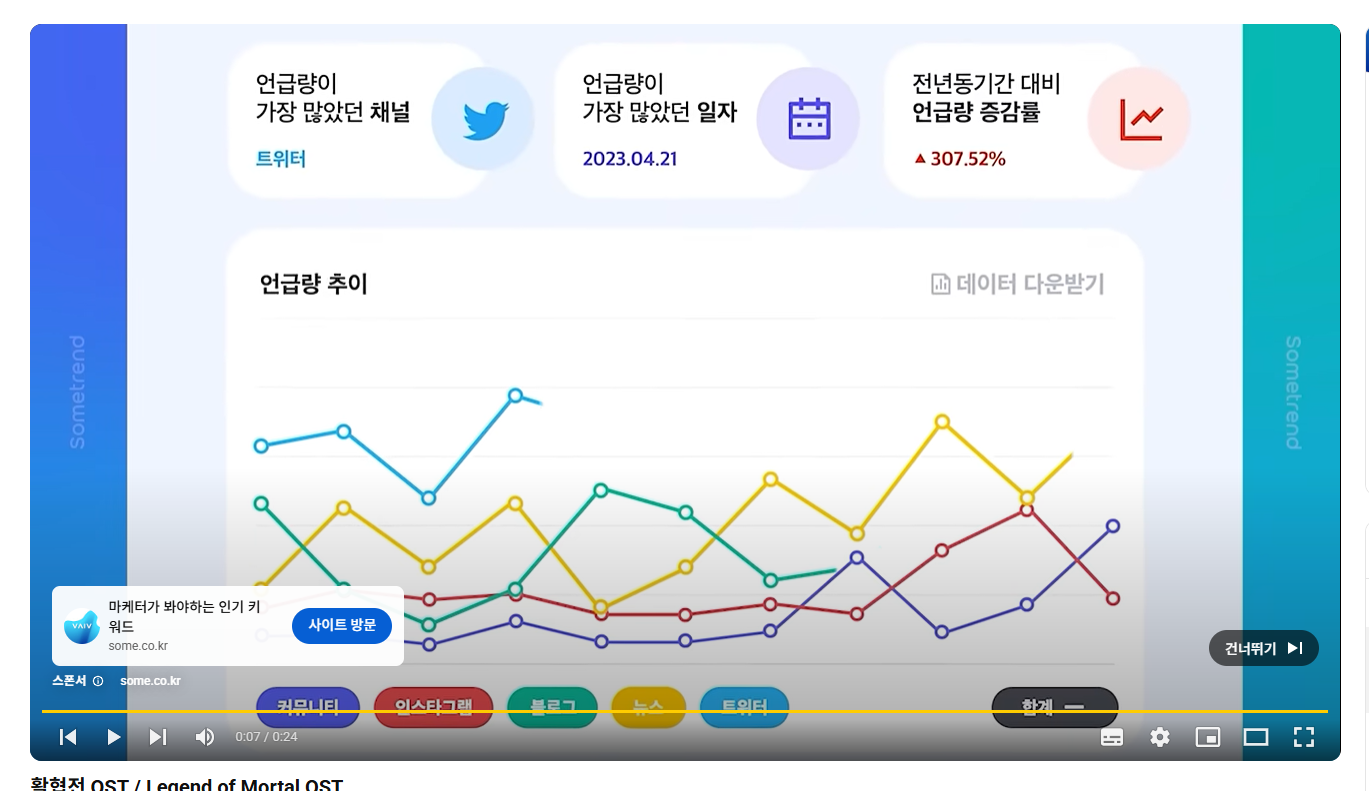 언급량이
가장 많았던 채널
트위터
언급량이
가장 많았던 일자
2023.04.21
전년동기간 대비
언급량 증감률
▲ 307.52%
언급량 추이
데이터 다운받기
Sometrend
Sometrend
마케터가 봐야하는 인기 키
워드
some.co.kr
VAIV
사이트 방문
건너뛰기
스폰서
some.co.kr
커뮤니티
인스타그램
블로그
뉴스
트위터
합계
0:07 / 0:24
활협전 OST / Legend of Mortal OST